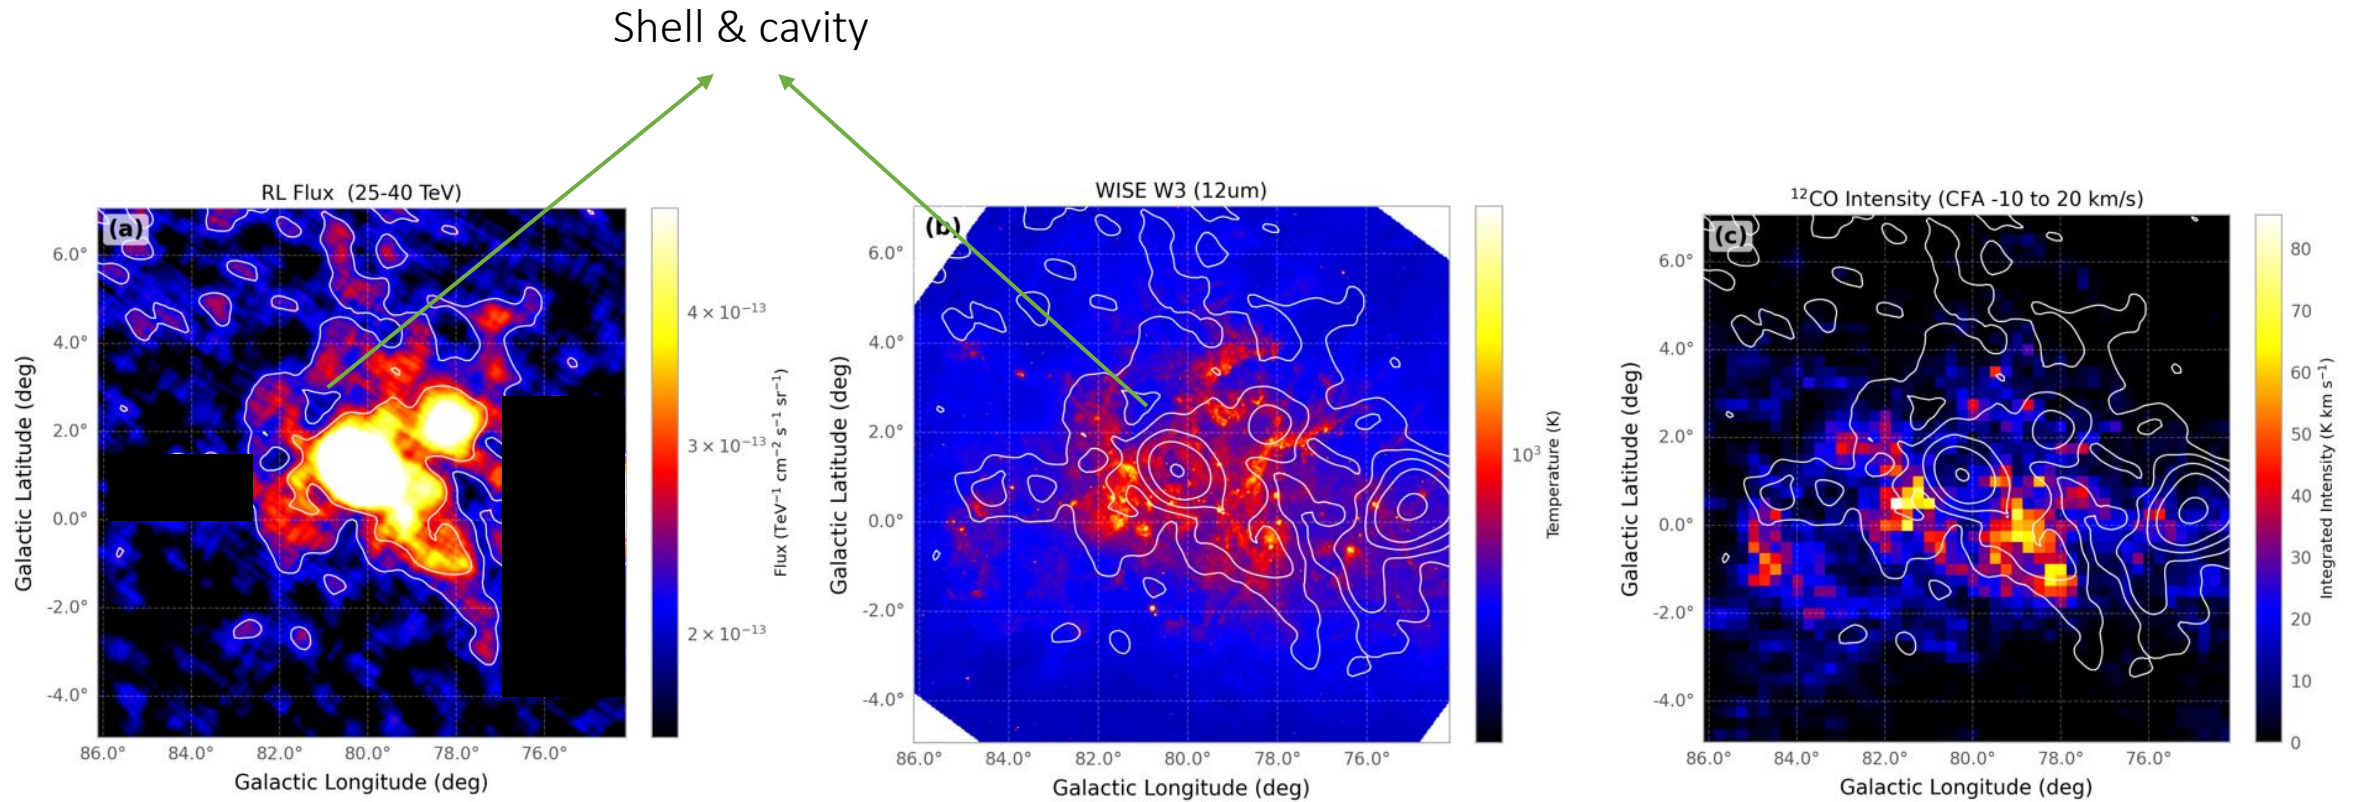 Shell & cavity
RL Flux (25-40 TeV)
(a)
6.0°
4.0°
2.0°
0.0°
-2.0°
-4.0°
86.0° 84.0° 82.0° 80.0° 78.0° 76.0°
Galactic Longitude (deg)
Galactic Latitude (deg)
4 × 10⁻¹³
3 × 10⁻¹³
2 × 10⁻¹³
Flux (TeV⁻¹ cm⁻² s⁻¹ sr⁻¹)
WISE W3 (12um)
(b)
6.0°
4.0°
2.0°
0.0°
-2.0°
-4.0°
86.0° 84.0° 82.0° 80.0° 78.0° 76.0°
Galactic Longitude (deg)
Galactic Latitude (deg)
10³
Temperature (K)
¹²CO Intensity (CFA -10 to 20 km/s)
(c)
6.0°
4.0°
2.0°
0.0°
-2.0°
-4.0°
86.0° 84.0° 82.0° 80.0° 78.0° 76.0°
Galactic Longitude (deg)
Galactic Latitude (deg)
80
70
60
50
40
30
20
10
0
Integrated Intensity (K km s⁻¹)